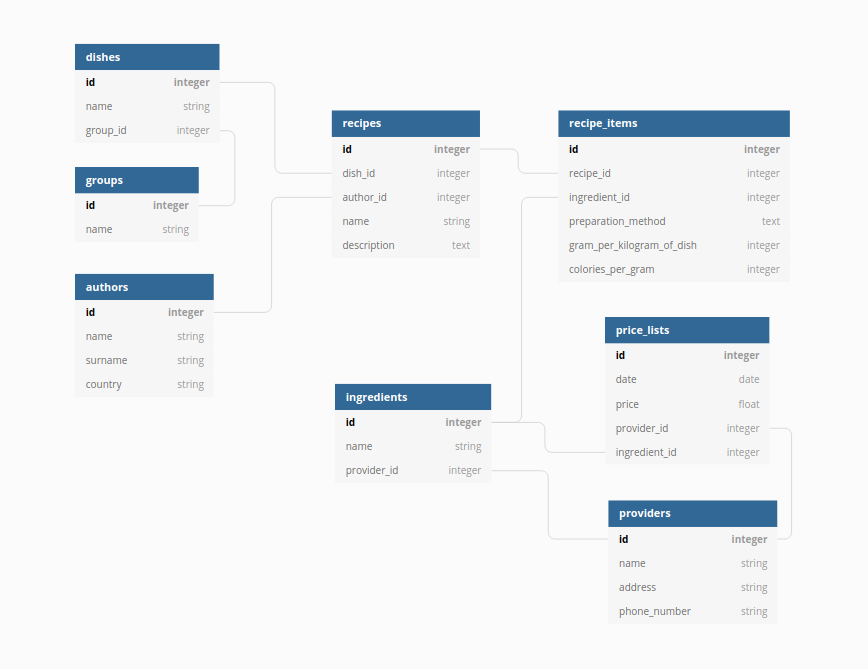 dishes
id integer
name string
group_id integer
groups
id integer
name string
authors
id integer
name string
surname string
country string
recipes
id integer
dish_id integer
author_id integer
name string
description text
ingredients
id integer
name string
provider_id integer
recipe_items
id integer
recipe_id integer
ingredient_id integer
preparation_method text
gram_per_kilogram_of_dish integer
colories_per_gram integer
price_lists
id integer
date date
price float
provider_id integer
ingredient_id integer
providers
id integer
name string
address string
phone_number string